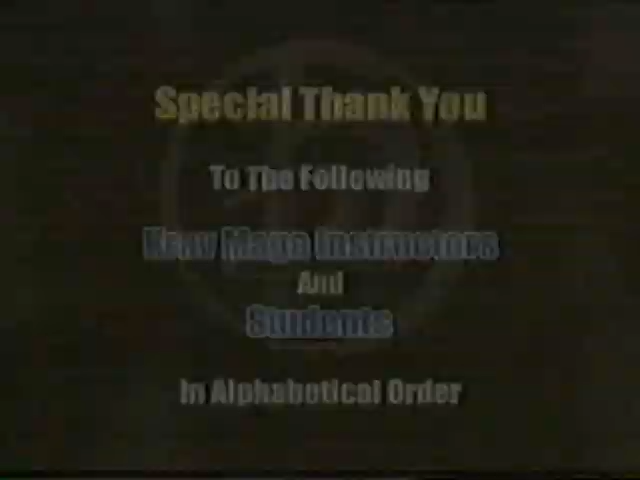 Special Thank You
To The Following
Krav Maga Instructors
And
Students
In Alphabetical Order